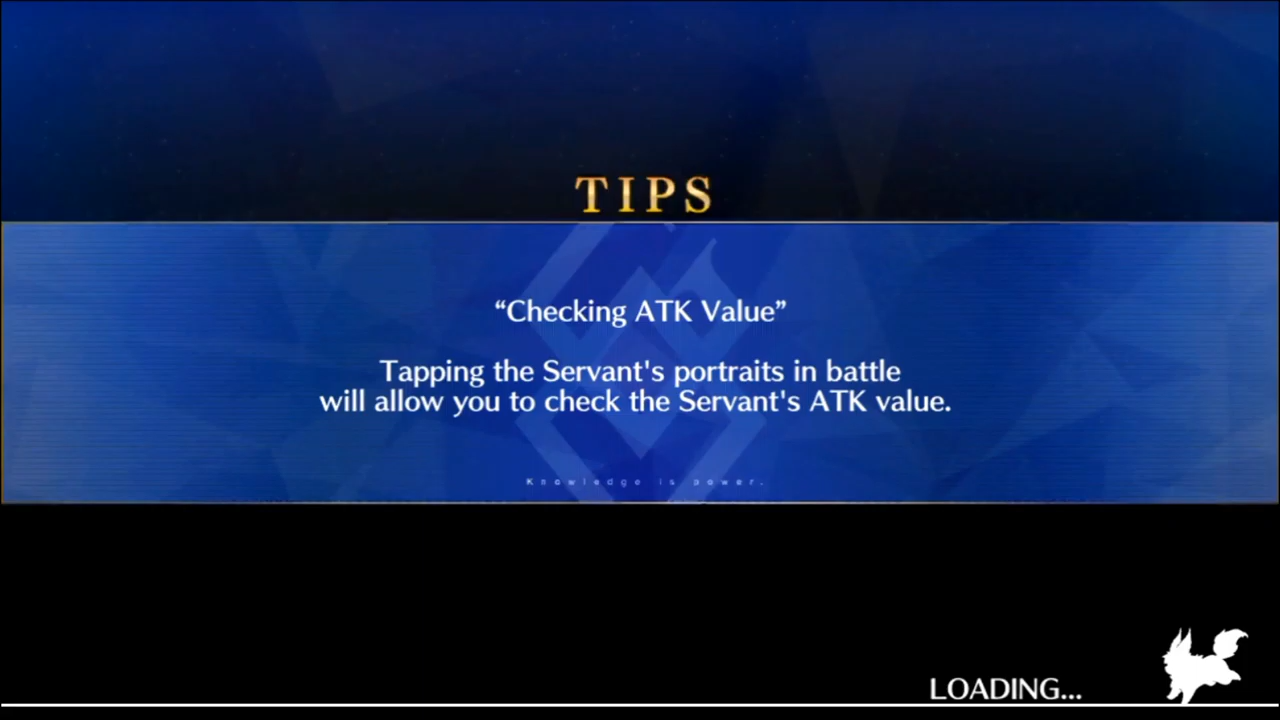 TIPS
“Checking ATK Value”
Tapping the Servant's portraits in battle
will allow you to check the Servant's ATK value.
Knowledge is power.
LOADING...